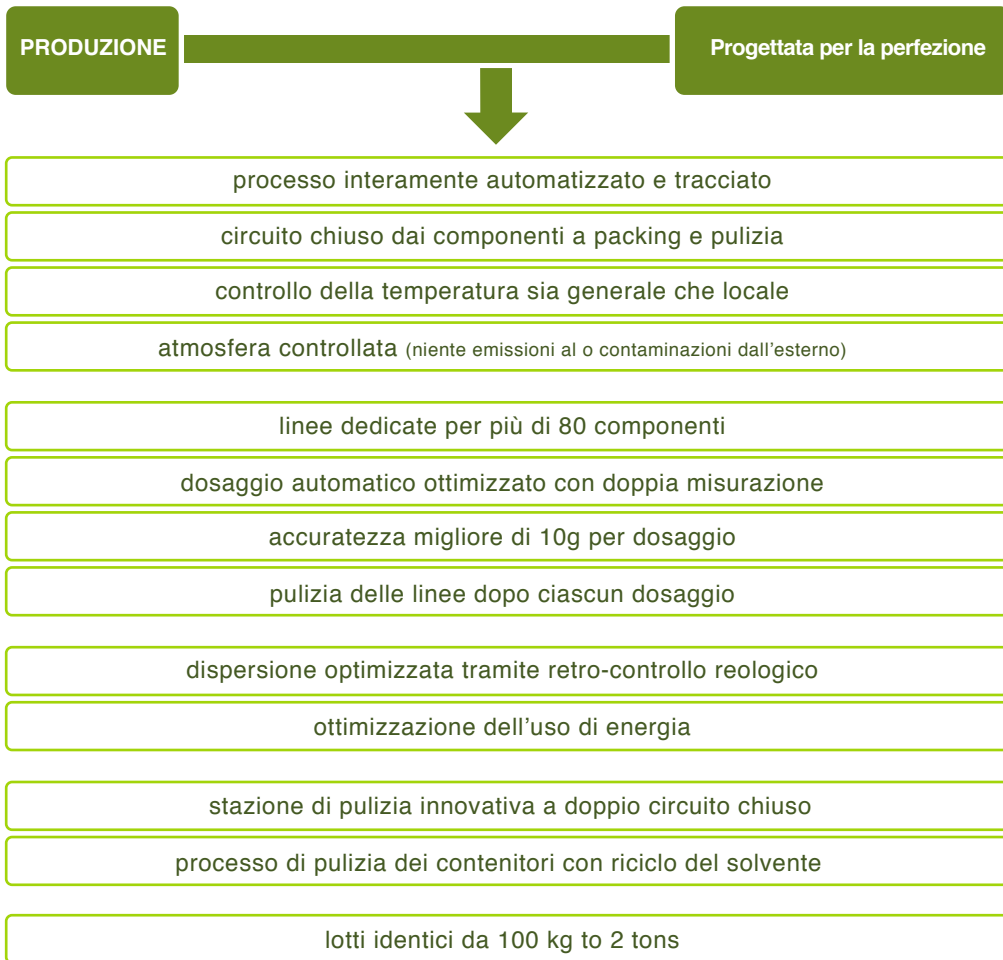 PRODUZIONE
Progettata per la perfezione
processo interamente automatizzato e tracciato
circuito chiuso dai componenti a packing e pulizia
controllo della temperatura sia generale che locale
atmosfera controllata (niente emissioni al o contaminazioni dall'esterno)
linee dedicate per più di 80 componenti
dosaggio automatico ottimizzato con doppia misurazione
accuratezza migliore di 10g per dosaggio
pulizia delle linee dopo ciascun dosaggio
dispersione optimizzata tramite retro-controllo reologico
ottimizzazione dell'uso di energia
stazione di pulizia innovativa a doppio circuito chiuso
processo di pulizia dei contenitori con riciclo del solvente
lotti identici da 100 kg to 2 tons